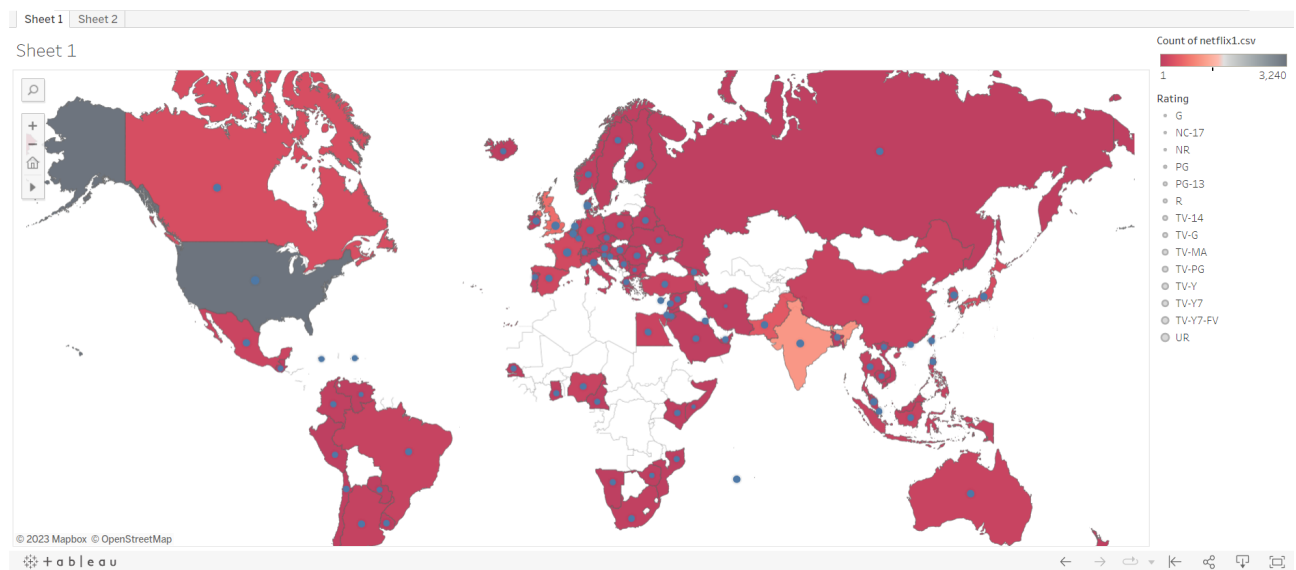 Sheet 1 Sheet 2
Sheet 1
Count of netflix1.csv
1 3,240
Rating
G
NC-17
NR
PG
PG-13
R
TV-14
TV-G
TV-MA
TV-PG
TV-Y
TV-Y7
TV-Y7-FV
UR
© 2023 Mapbox © OpenStreetMap
+ableau